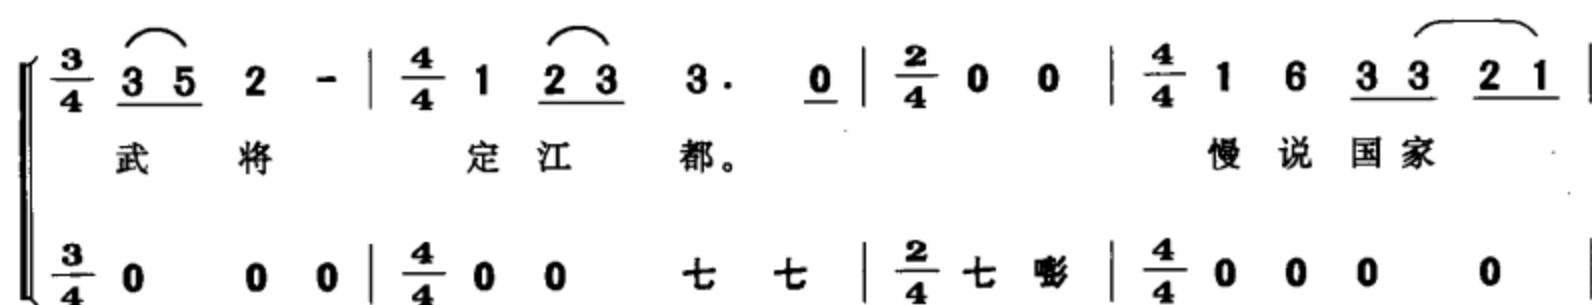 3/4 3 5 2 - | 4/4 1 2 3 3. 0 | 2/4 0 0 | 4/4 1 6 3 3 2 1 |
武 将 定 江 都。 慢 说 国 家
3/4 0 0 0 | 4/4 0 0 七 七 | 2/4 七 嘭 | 4/4 0 0 0 0 |